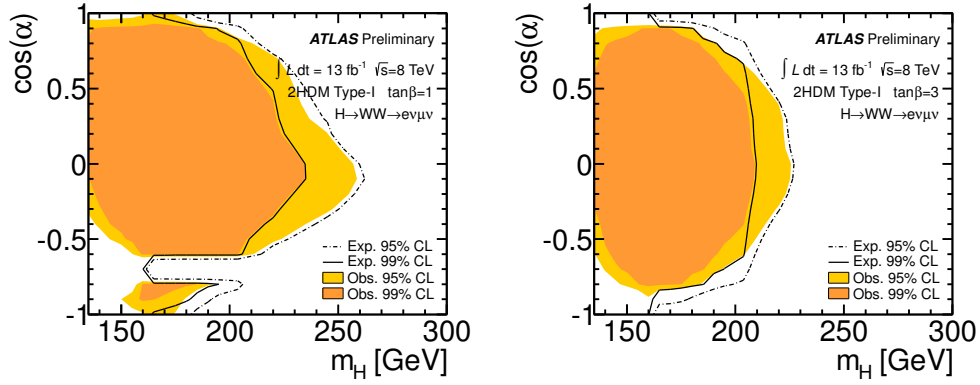 cos(α)
1
0.5
0
-0.5
-1
ATLAS Preliminary
∫ L dt = 13 fb⁻¹ √s=8 TeV
2HDM Type-I tanβ=1
H→WW→eνμν
Exp. 95% CL
Exp. 99% CL
Obs. 95% CL
Obs. 99% CL
150 200 250 300
m_H [GeV]
cos(α)
1
0.5
0
-0.5
-1
ATLAS Preliminary
∫ L dt = 13 fb⁻¹ √s=8 TeV
2HDM Type-I tanβ=3
H→WW→eνμν
Exp. 95% CL
Exp. 99% CL
Obs. 95% CL
Obs. 99% CL
150 200 250 300
m_H [GeV]